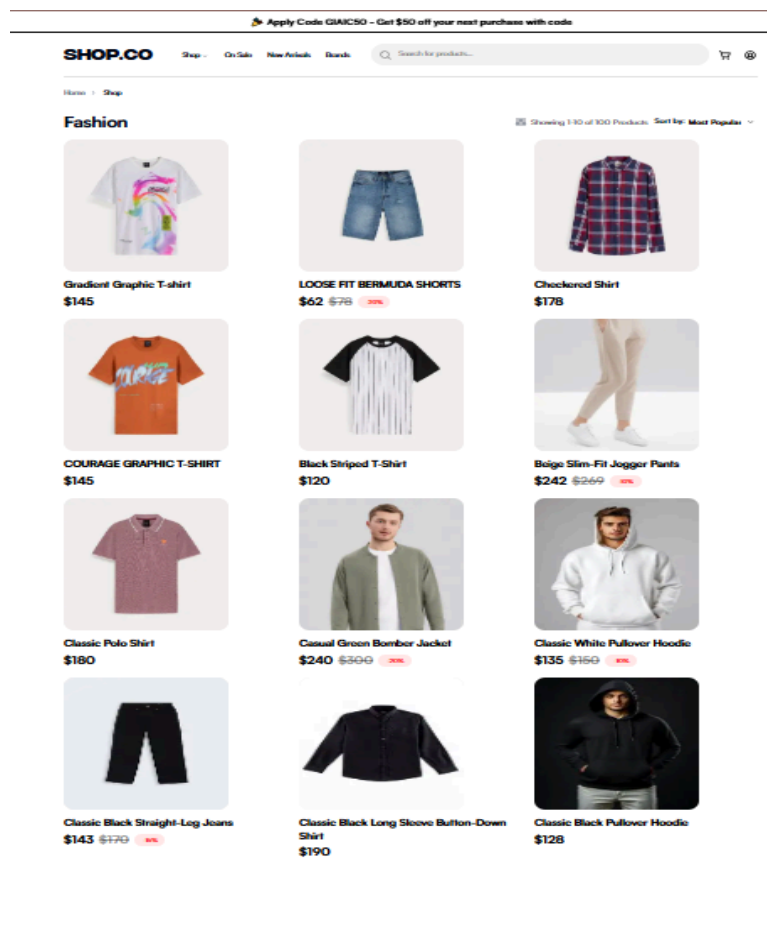 🎉 Apply Code GIAIC50 - Get $50 off your next purchase with code
SHOP.CO Shop On Sale New Arrivals Brands Search for products...
Home > Shop
Fashion Showing 1-10 of 100 Products Sort by: Most Popular
Gradient Graphic T-shirt LOOSE FIT BERMUDA SHORTS Checkered Shirt
$145 $62 $78 $178
COURAGE
COURAGE GRAPHIC T-SHIRT Black Striped T-Shirt Beige Slim-Fit Jogger Pants
$145 $120 $242 $269
Classic Polo Shirt Casual Green Bomber Jacket Classic White Pullover Hoodie
$180 $240 $300 20% $135 $150 10%
Classic Black Straight-Leg Jeans Classic Black Long Sleeve Button-Down Classic Black Pullover Hoodie
Shirt
$143 $170 $190 $128